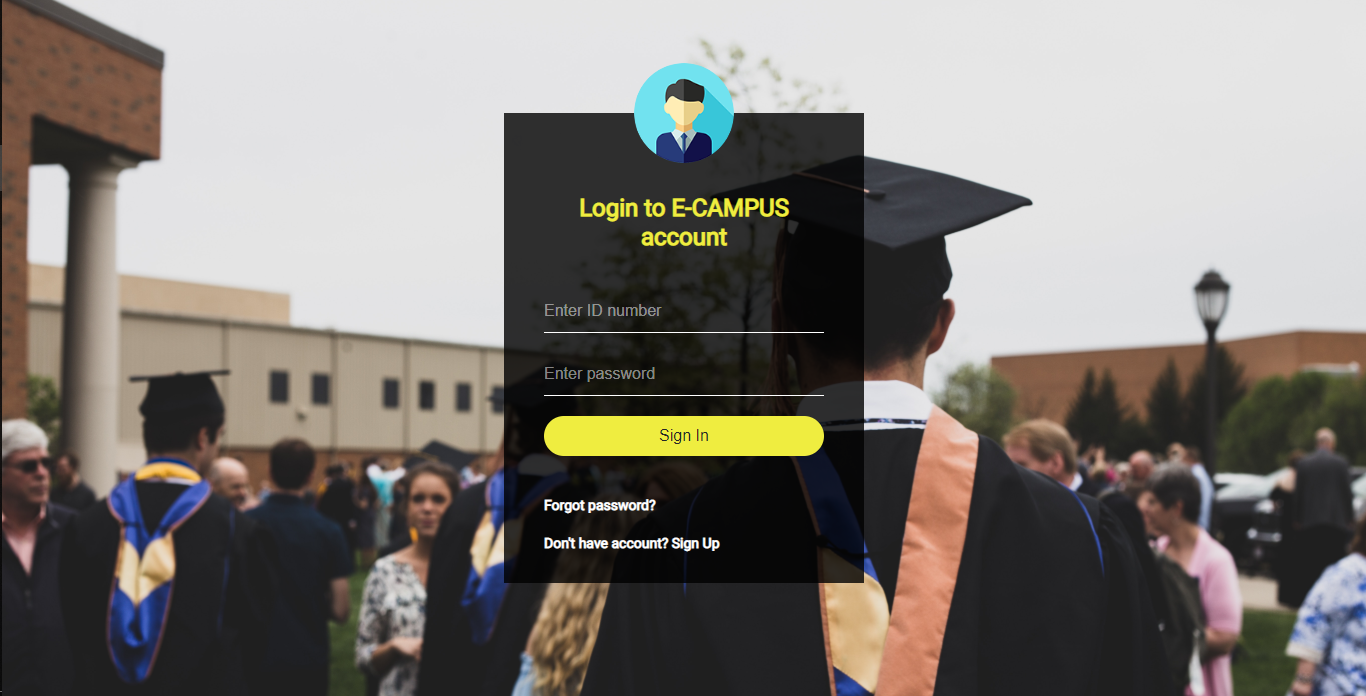 Login to E-CAMPUS
account
Enter ID number
Enter password
Sign In
Forgot password?
Don't have account? Sign Up